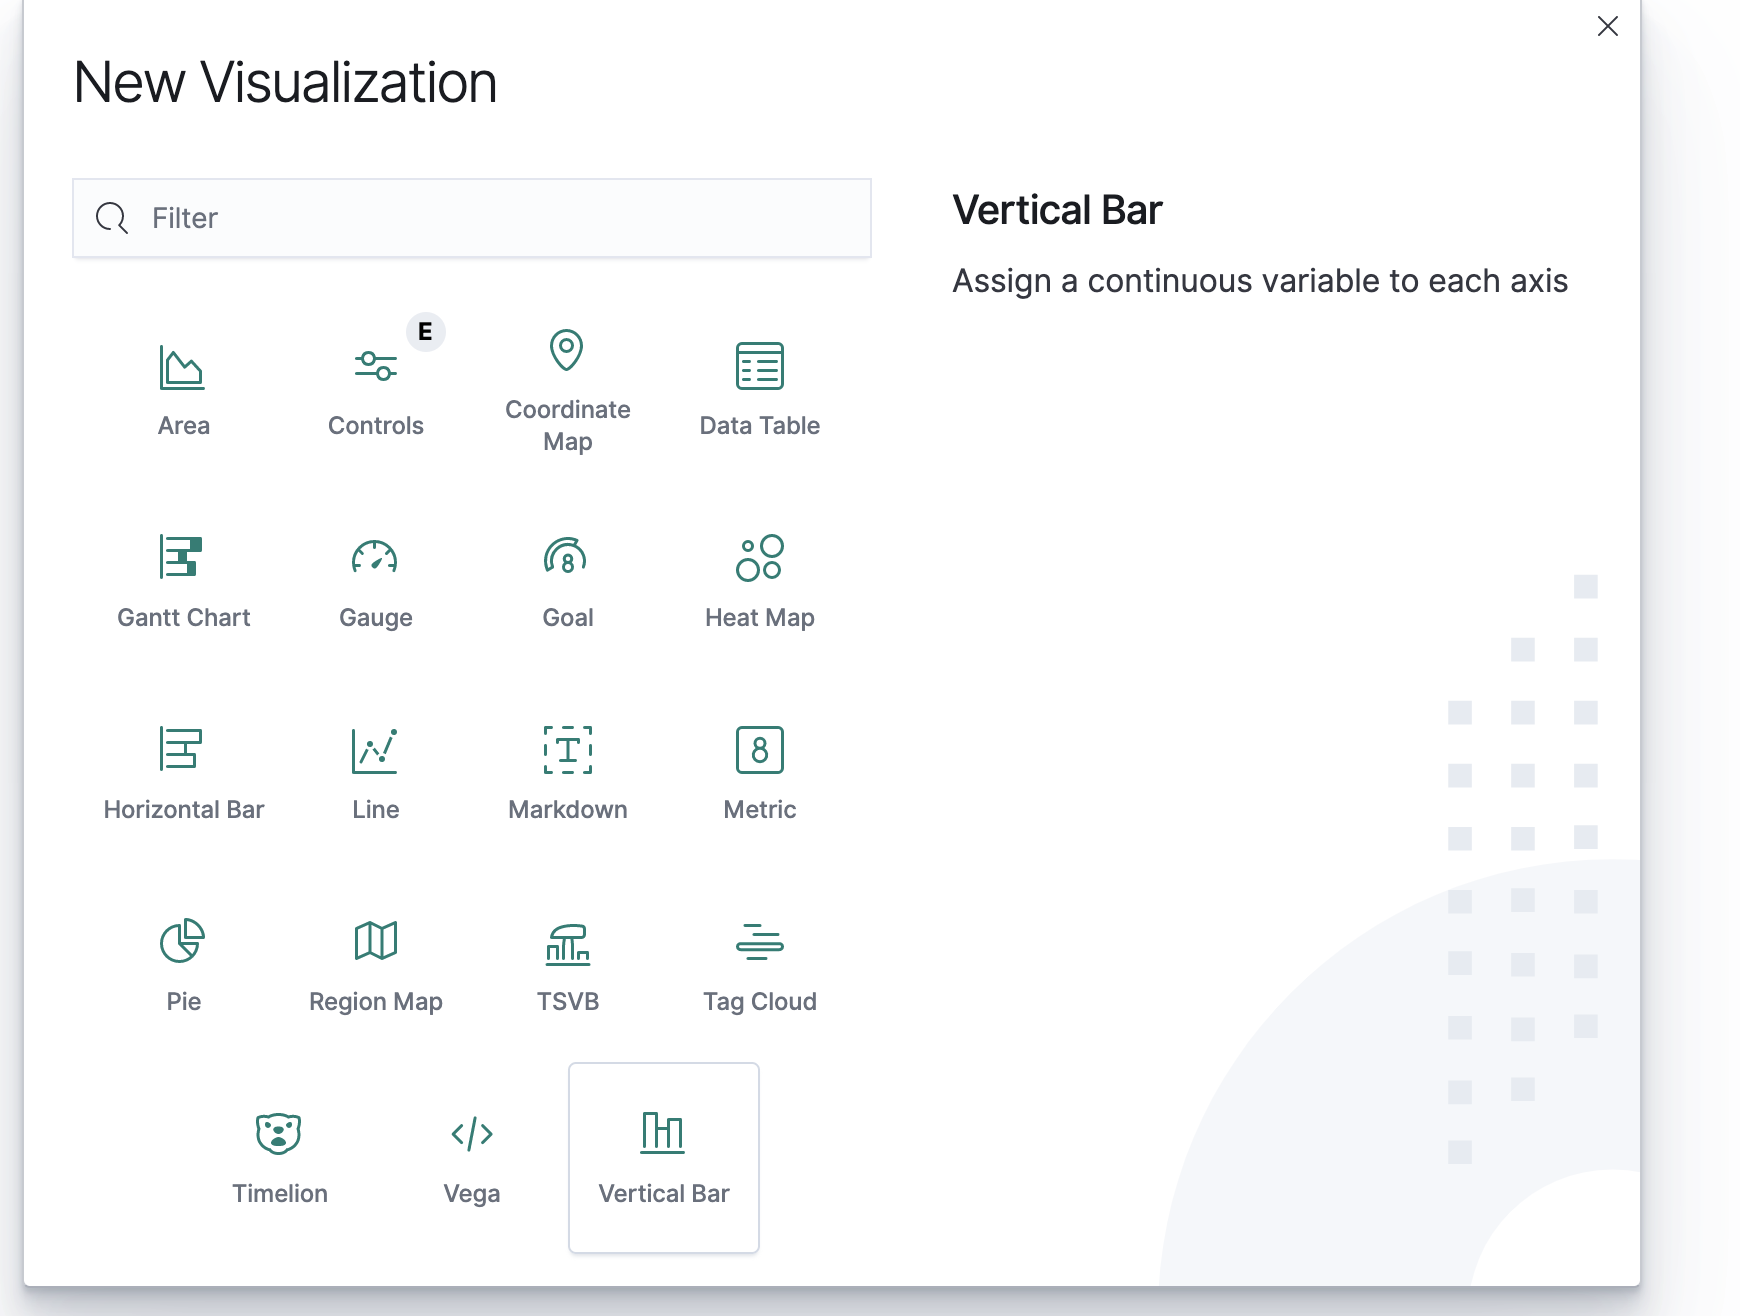 New Visualization
Filter
Vertical Bar
Assign a continuous variable to each axis
E
Area
Controls
Coordinate
Map
Data Table
Gantt Chart
Gauge
8
Goal
Heat Map
Horizontal Bar
Line
T
Markdown
8
Metric
Pie
Region Map
TSVB
Tag Cloud
Timelion
</>
Vega
Vertical Bar